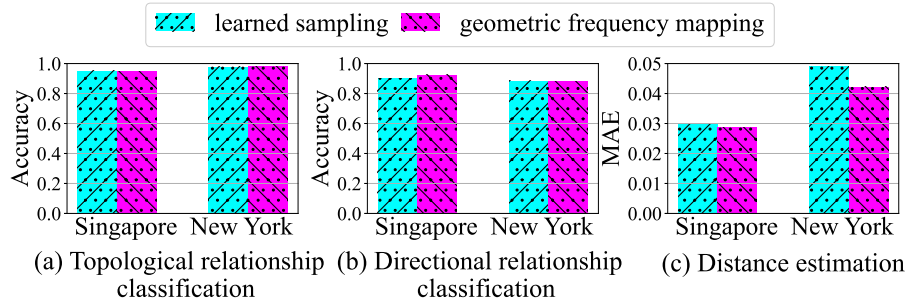 learned sampling geometric frequency mapping
1.0
0.8
0.6
0.4
0.2
0.0
Accuracy
Singapore New York
(a) Topological relationship
classification
1.0
0.8
0.6
0.4
0.2
0.0
Accuracy
Singapore New York
(b) Directional relationship
classification
0.05
0.04
0.03
0.02
0.01
0.00
MAE
Singapore New York
(c) Distance estimation